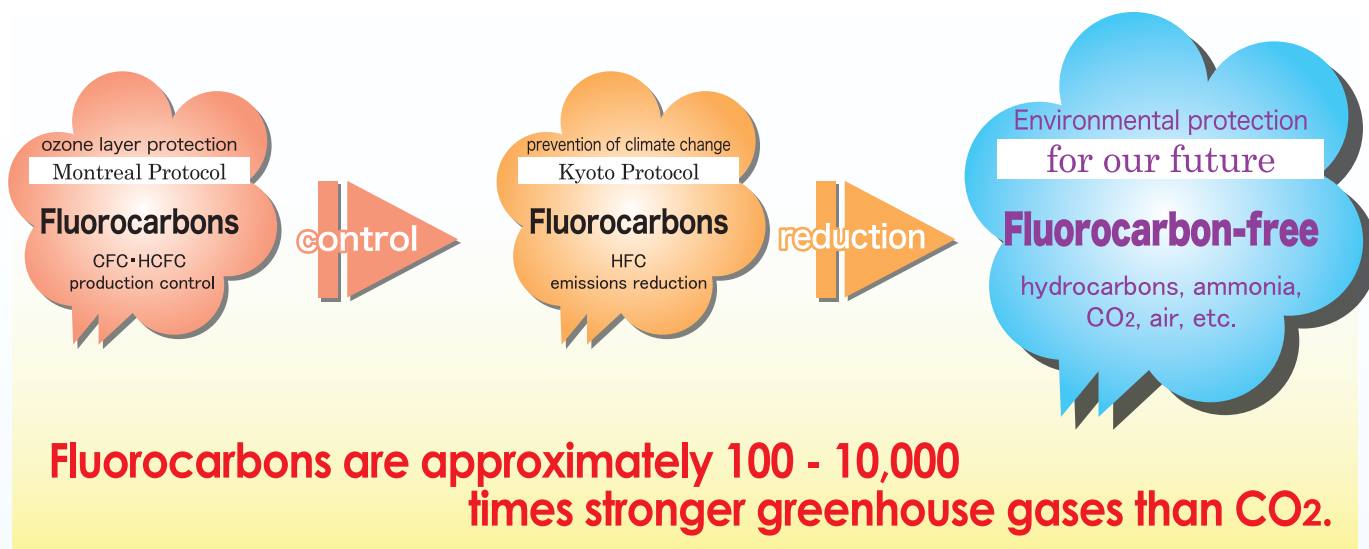 ozone layer protection
Montreal Protocol
Fluorocarbons
CFC・HCFC
production control
control
prevention of climate change
Kyoto Protocol
Fluorocarbons
HFC
emissions reduction
reduction
Environmental protection
for our future
Fluorocarbon-free
hydrocarbons, ammonia,
CO2, air, etc.
Fluorocarbons are approximately 100 - 10,000
times stronger greenhouse gases than CO2.